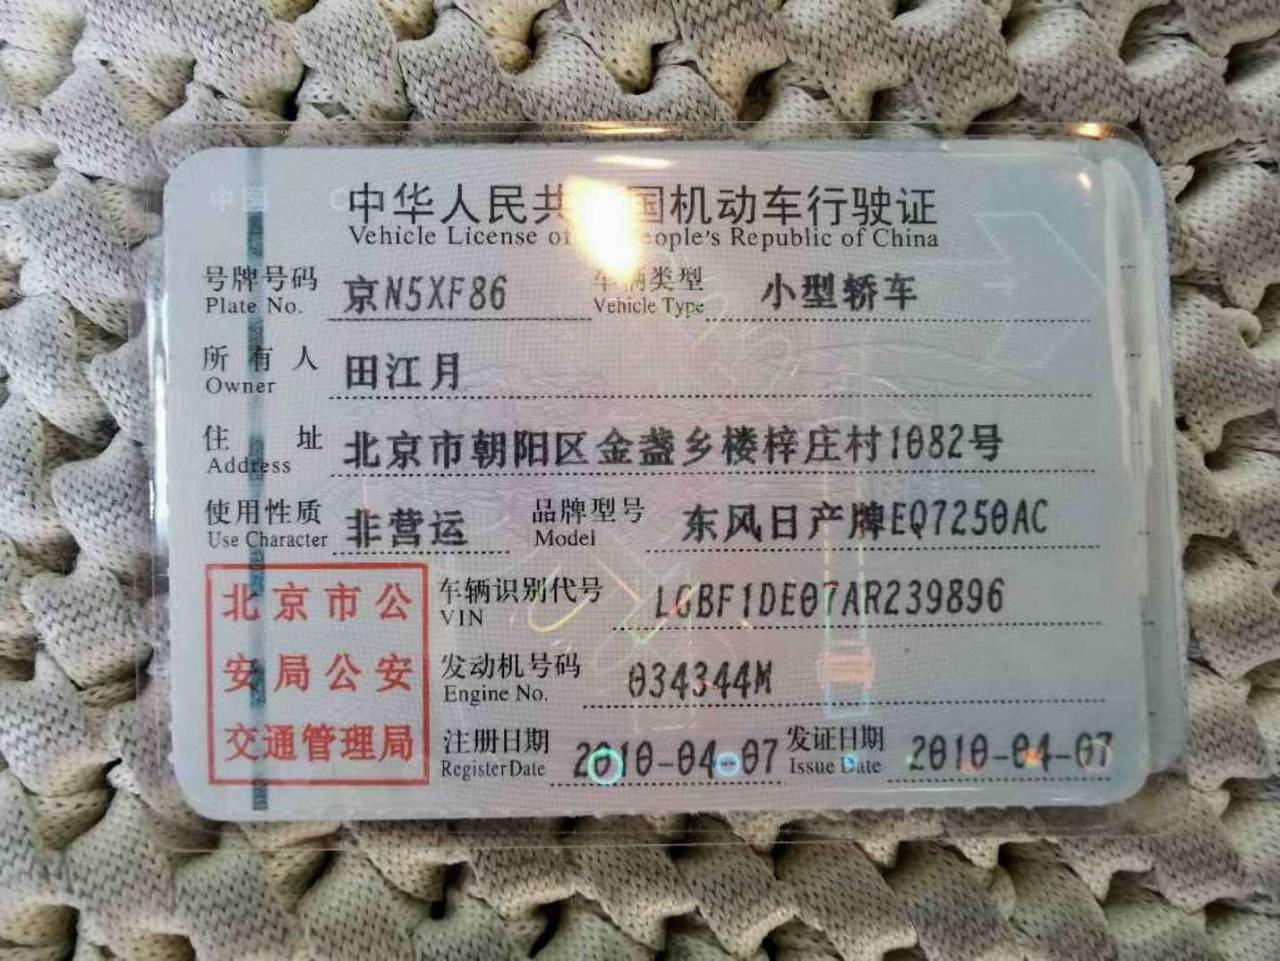 中华人民共 国机动车行驶证
Vehicle License of People's Republic of China
号牌号码 京N5XF86 车辆类型 小型轿车
Plate No. Vehicle Type
所有人 田江月
Owner
住址 北京市朝阳区金盏乡楼梓庄村1082号
Address
使用性质 非营运 品牌型号 东风日产牌EQ7250AC
Use Character Model
北京市公
安局公安
交通管理局
车辆识别代号 LGBF1DE07AR239896
VIN
发动机号码 034344M
Engine No.
注册日期 2010-04-07 发证日期 2010-04-07
Register Date Issue Date